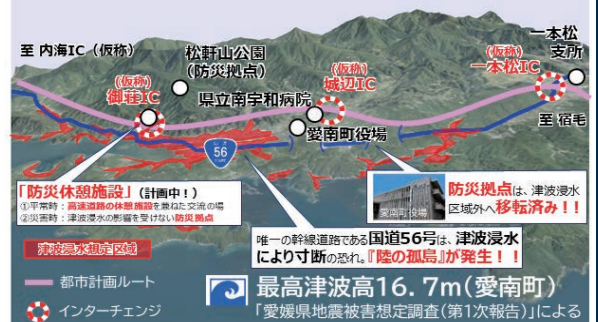 至 内海IC（仮称）
松軒山公園
（防災拠点）
（仮称）
御荘IC
県立南宇和病院
（仮称）
城辺IC
愛南町役場
一本松
支所
（仮称）
一本松IC
至 宿毛
56
「防災休憩施設」（計画中！）
①平常時：高速道路の休憩施設を兼ねた交流の場
②災害時：津波浸水の影響を受けない防災拠点
愛南町役場
防災拠点は、津波浸水
区域外へ移転済み！！
唯一の幹線道路である国道56号は、津波浸水
により寸断の恐れ。『陸の孤島』が発生！！
津波浸水想定区域
都市計画ルート
インターチェンジ
最高津波高16.7m（愛南町）
「愛媛県地震被害想定調査（第1次報告）」による